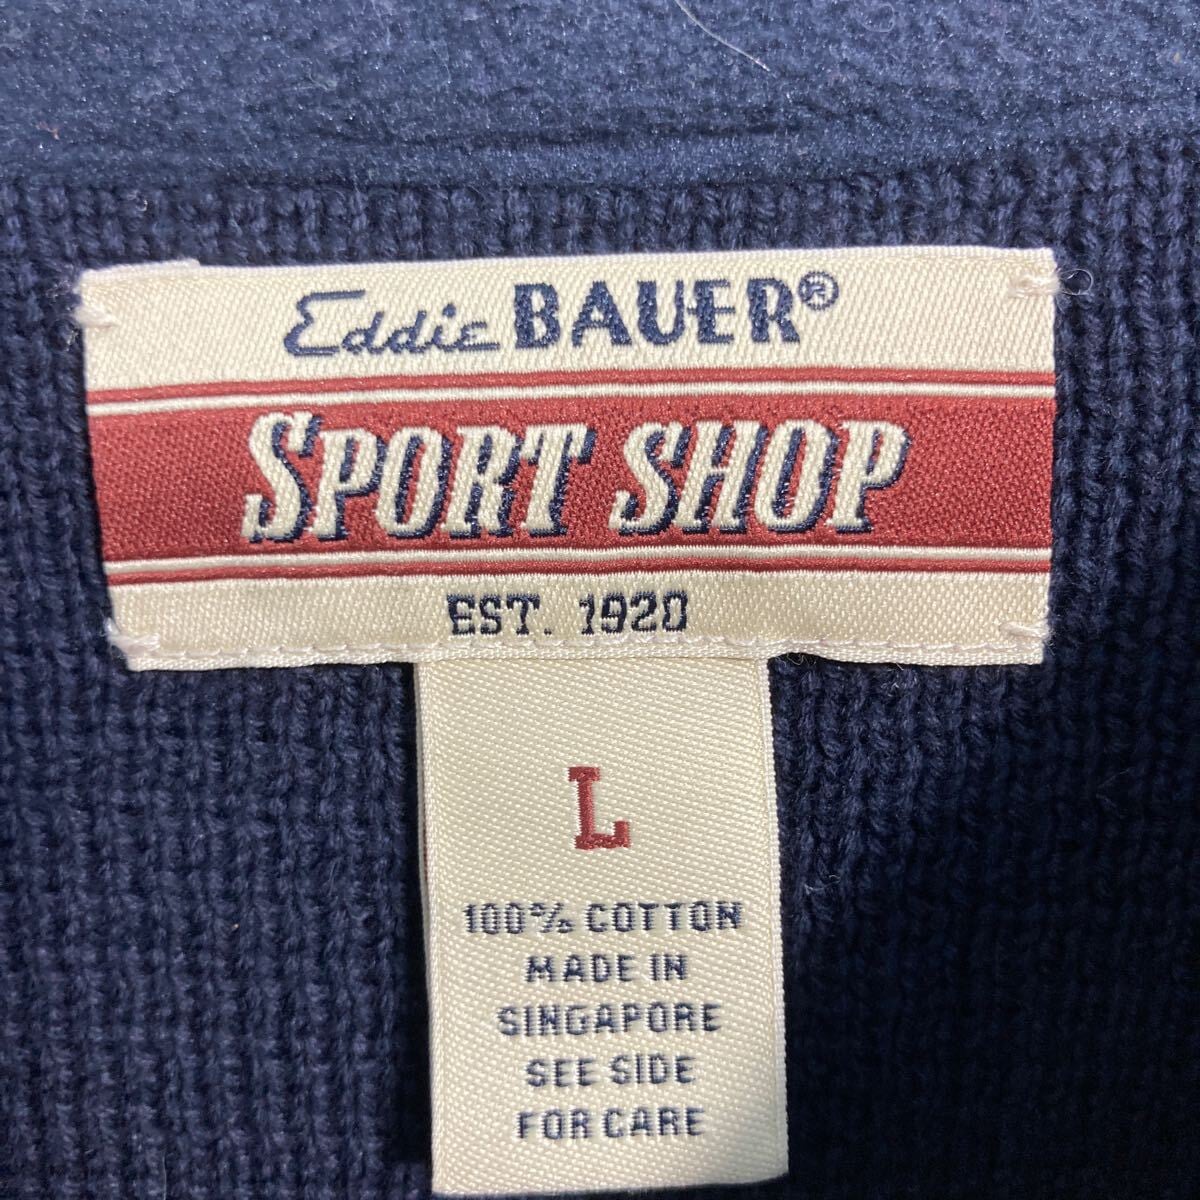 Eddie BAUER®
SPORT SHOP
EST. 1920
L
100% COTTON
MADE IN
SINGAPORE
SEE SIDE
FOR CARE